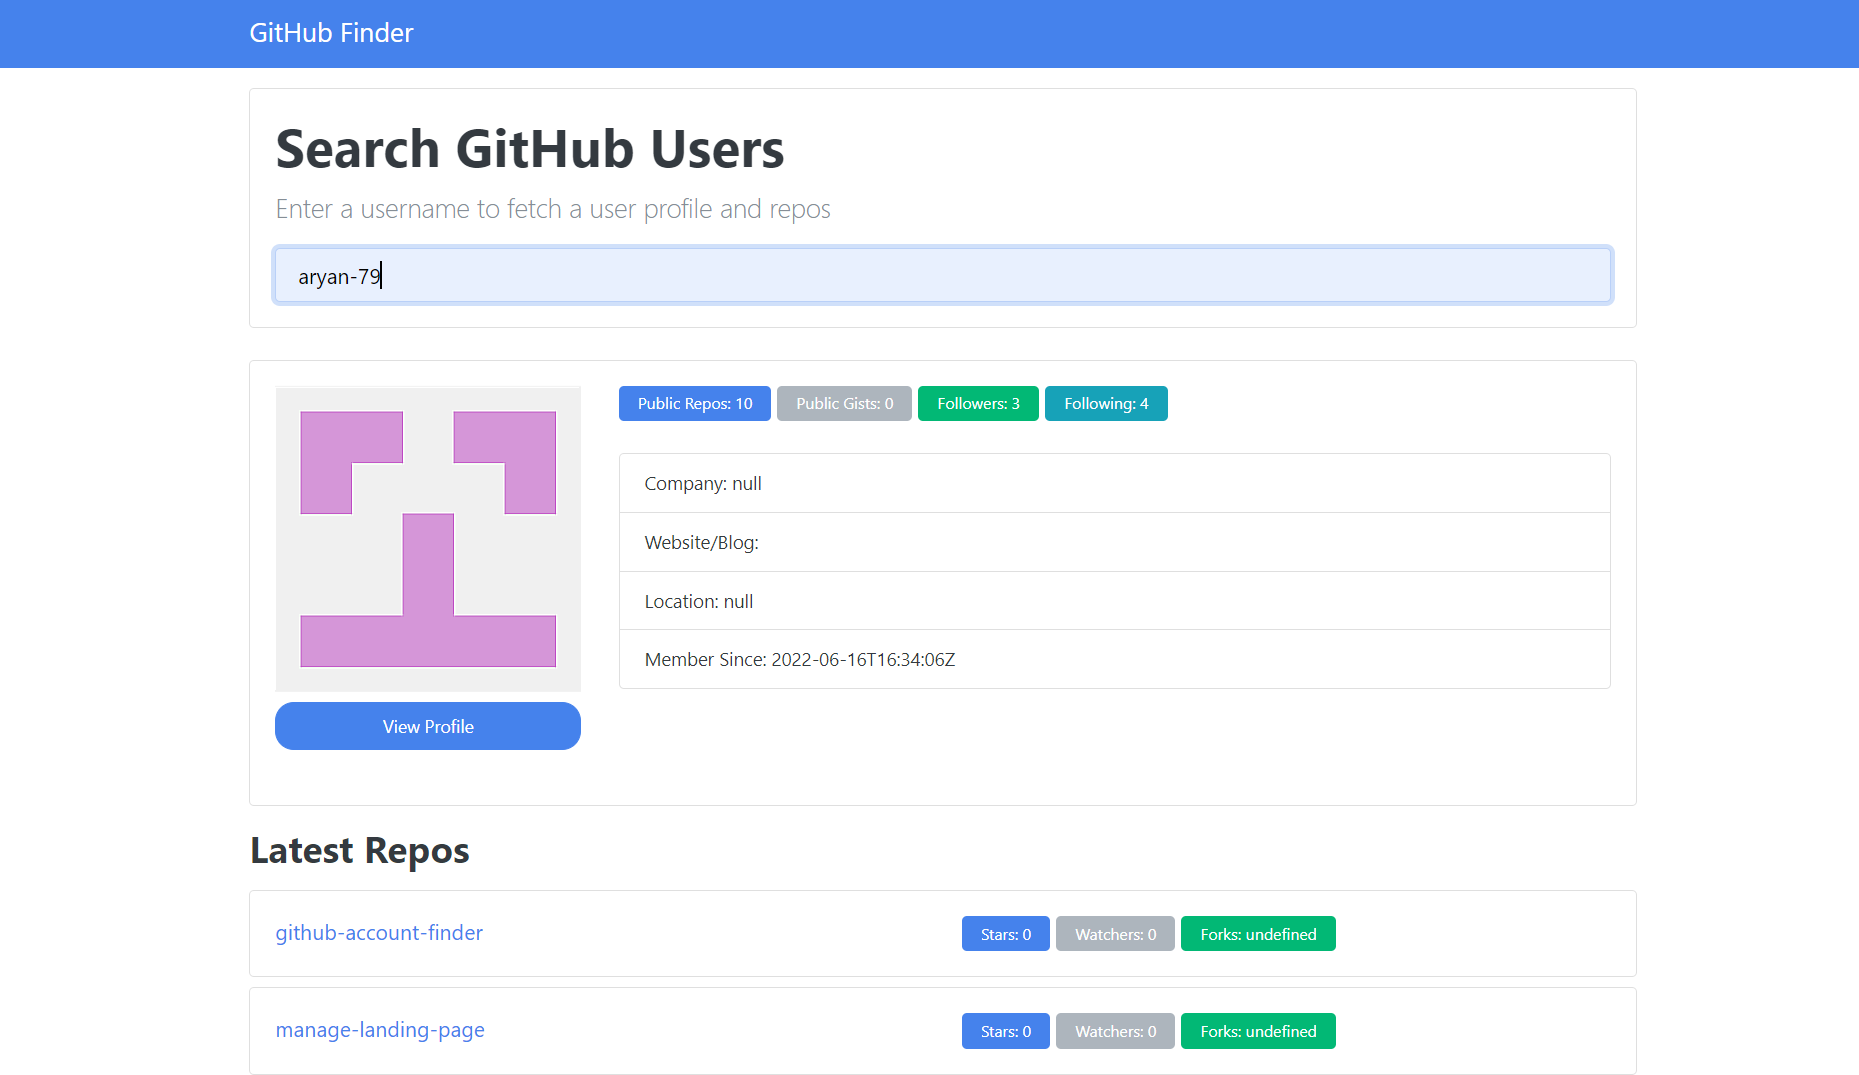 GitHub Finder
Search GitHub Users
Enter a username to fetch a user profile and repos
aryan-79
Public Repos: 10 Public Gists: 0 Followers: 3 Following: 4
Company: null
Website/Blog:
Location: null
Member Since: 2022-06-16T16:34:06Z
View Profile
Latest Repos
github-account-finder Stars: 0 Watchers: 0 Forks: undefined
manage-landing-page Stars: 0 Watchers: 0 Forks: undefined